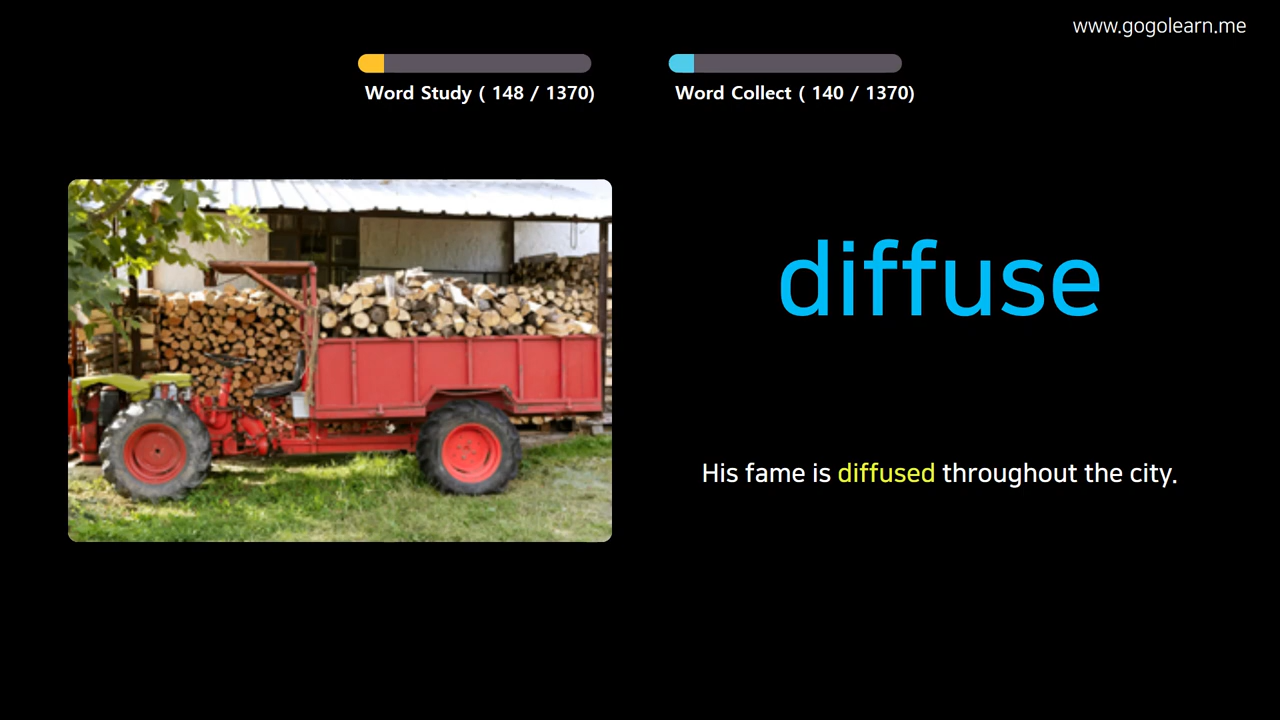 www.gogolearn.me
Word Study ( 148 / 1370)
Word Collect ( 140 / 1370)
diffuse
His fame is diffused throughout the city.